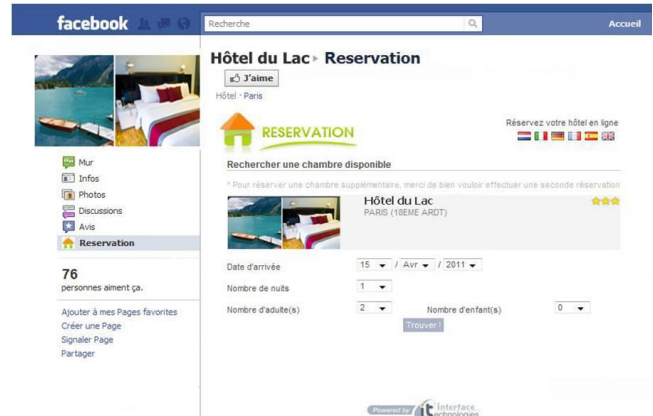 facebook
Recherche
Accueil
Hôtel du Lac ▸ Reservation
J'aime
Hôtel · Paris
RESERVATION
Réservez votre hôtel en ligne
Rechercher une chambre disponible
* Pour réserver une chambre supplémentaire, merci de bien vouloir effectuer une seconde réservation
Hôtel du Lac
PARIS (18EME ARDT)
Date d'arrivée 15 / Avr / 2011
Nombre de nuits 1
Nombre d'adulte(s) 2 Nombre d'enfant(s) 0
Trouver !
Mur
Infos
Photos
Discussions
Avis
Reservation
76
personnes aiment ça.
Ajouter à mes Pages favorites
Créer une Page
Signaler Page
Partager
Powered by it Interface
technologies